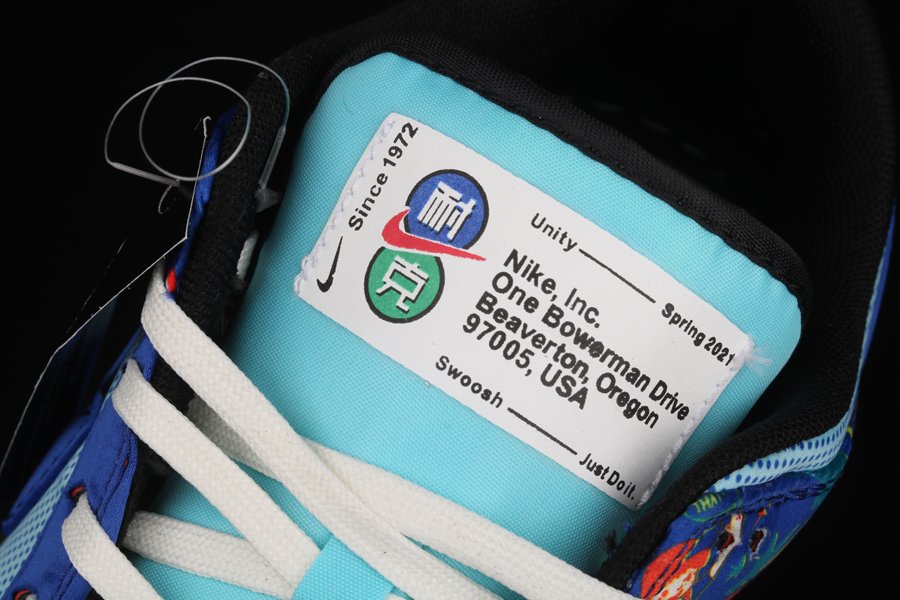 Since 1972
耐
克
Unity
Spring 2021
Nike, Inc.
One Bowerman Drive
Beaverton, Oregon
97005, USA
Swoosh
Just Do it.